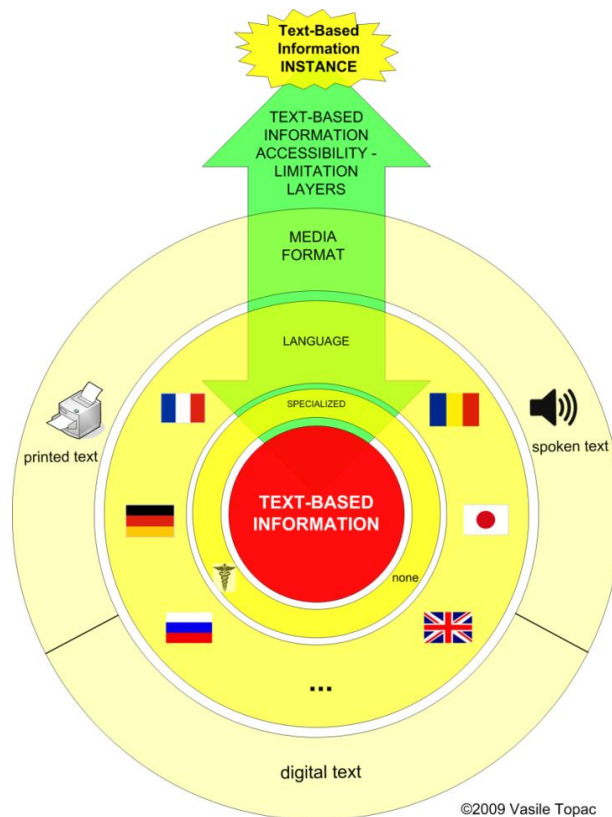 Text-Based
Information
INSTANCE
TEXT-BASED
INFORMATION
ACCESSIBILITY -
LIMITATION
LAYERS
MEDIA
FORMAT
LANGUAGE
SPECIALIZED
printed text
spoken text
TEXT-BASED
INFORMATION
none
...
digital text
©2009 Vasile Topac